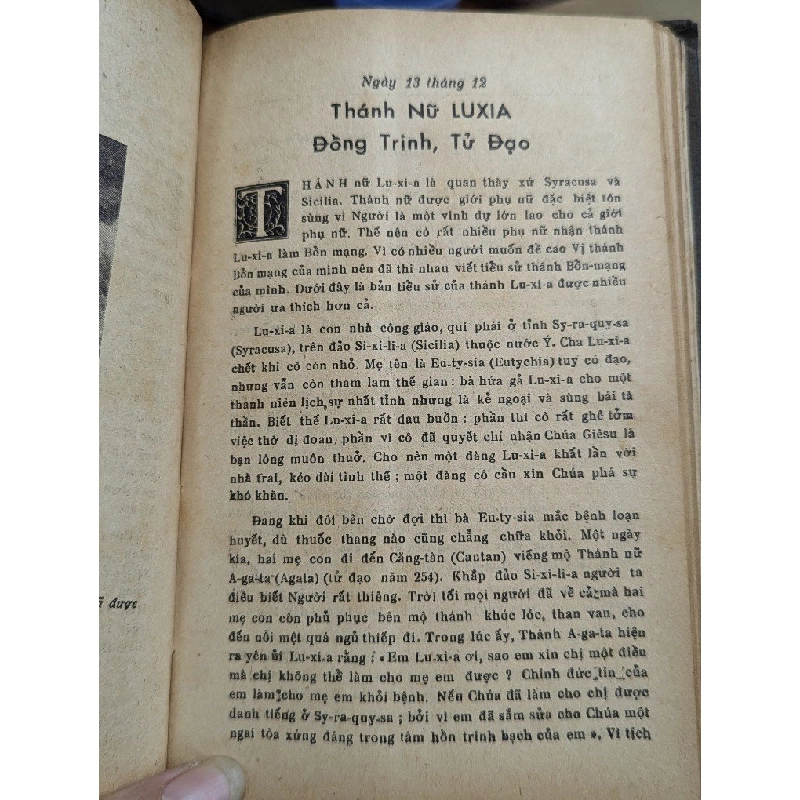 Ngày 13 tháng 12
Thánh Nữ LUXIA
Đồng Trinh, Tử Đạo
THÁNH nữ Lu-xi-a là quan thầy xứ Syracusa và
Sicilia. Thánh nữ được giới phụ nữ đặc biệt tôn
sùng vì Người là một vinh dự lớn lao cho cả giới
phụ nữ. Thế nên có rất nhiều phụ nữ nhận thánh
Lu-xi-a làm Bồn mạng. Vì có nhiều người muốn đề cao Vị thánh
Bồn mạng của mình nên đã thi nhau viết tiểu sử thánh Bồn-mạng
của mình. Dưới đây là bản tiểu sử của thánh Lu-xi-a được nhiều
người ưa thích hơn cả.
Lu-xi-a là con nhà công giáo, quí phái ở tỉnh Sy-ra-quy-sa
(Syracusa), trên đảo Si-xi-li-a (Sicilia) thuộc nước Ý. Cha Lu-xi-a
chết khi cô còn nhỏ. Mẹ tên là Eu-ty-sia (Eutychia) tuy có đạo,
nhưng vẫn còn tham lam thế gian : bà hứa gả Lu-xi-a cho một
thanh niên lịch sự nhất tỉnh nhưng là kẻ ngoại và sùng bái tà
thần. Biết thế Lu-xi-a rất đau buồn ; phần thì cô rất ghê tởm
việc thờ dị đoan, phần vì cô đã quyết chỉ nhận Chúa Giêsu là
bạn lòng muôn thuở. Cho nên một đàng Lu-xi-a khất lần với
nhà trai, kéo dài tình thế ; một đàng cô cầu xin Chúa phá sự
khó khăn.
Đang khi đôi bên chờ đợi thì bà Eu-ty-sia mắc bệnh loạn
huyết, dù thuốc thang nào cũng chẳng chữa khỏi. Một ngày
kia, hai mẹ con đi đến Căng-tàn (Cautan) viếng mộ Thánh nữ
A-ga-ta (Agata) (tử đạo năm 254). Khắp đảo Si-xi-li-a người ta
đều biết Người rất thiêng. Trời tối mọi người đã về cả mà hai
mẹ con còn phủ phục bên mộ thánh khóc lóc, than van, cho
đến nỗi mệt quá ngủ thiếp đi. Trong lúc ấy, Thánh A-ga-ta hiện
ra yên ủi Lu-xi-a rằng : « Em Lu-xi-a ơi, sao em xin chị một điều
mà chị không thể làm cho mẹ em được ? Chính đức tin của
em làm cho mẹ em khỏi bệnh. Nếu Chúa đã làm cho chị được
danh tiếng ở Sy-ra-quy-sa ; bởi vì em đã sắm sửa cho Chúa một
ngai tòa xứng đáng trong tâm hồn trinh bạch của em ». Vì tịch
được